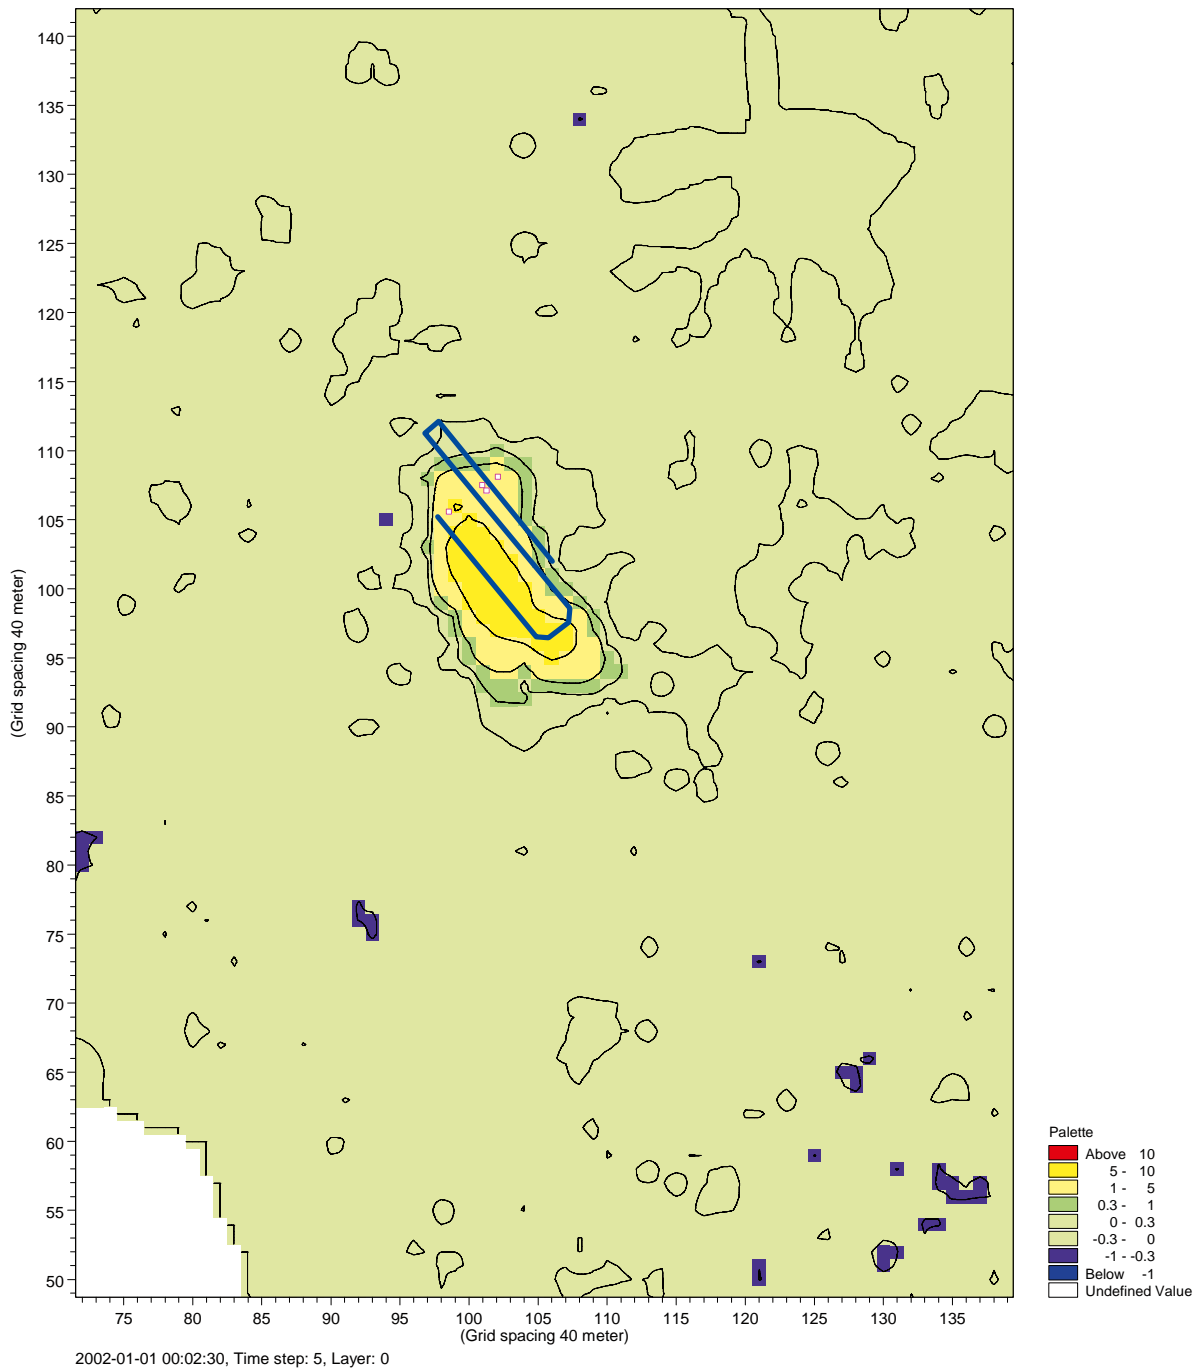 140
135
130
125
120
115
110
105
100
95
90
85
80
75
70
65
60
55
50
(Grid spacing 40 meter)
75 80 85 90 95 100 105 110 115 120 125 130 135
(Grid spacing 40 meter)
2002-01-01 00:02:30, Time step: 5, Layer: 0
Palette
Above 10
5 - 10
1 - 5
0.3 - 1
0 - 0.3
-0.3 - 0
-1 - -0.3
Below -1
Undefined Value